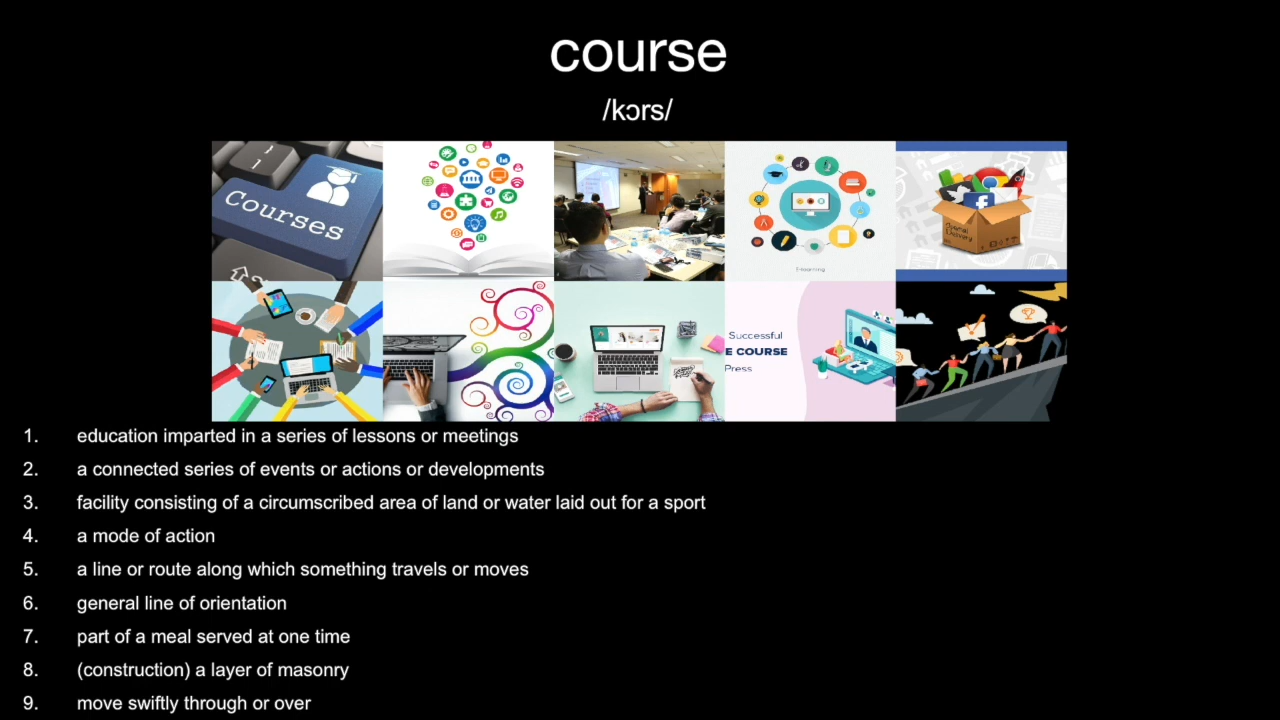 course
/kɔrs/
Courses
E-learning
Special
Delivery
Successful
E COURSE
Press
1. education imparted in a series of lessons or meetings
2. a connected series of events or actions or developments
3. facility consisting of a circumscribed area of land or water laid out for a sport
4. a mode of action
5. a line or route along which something travels or moves
6. general line of orientation
7. part of a meal served at one time
8. (construction) a layer of masonry
9. move swiftly through or over